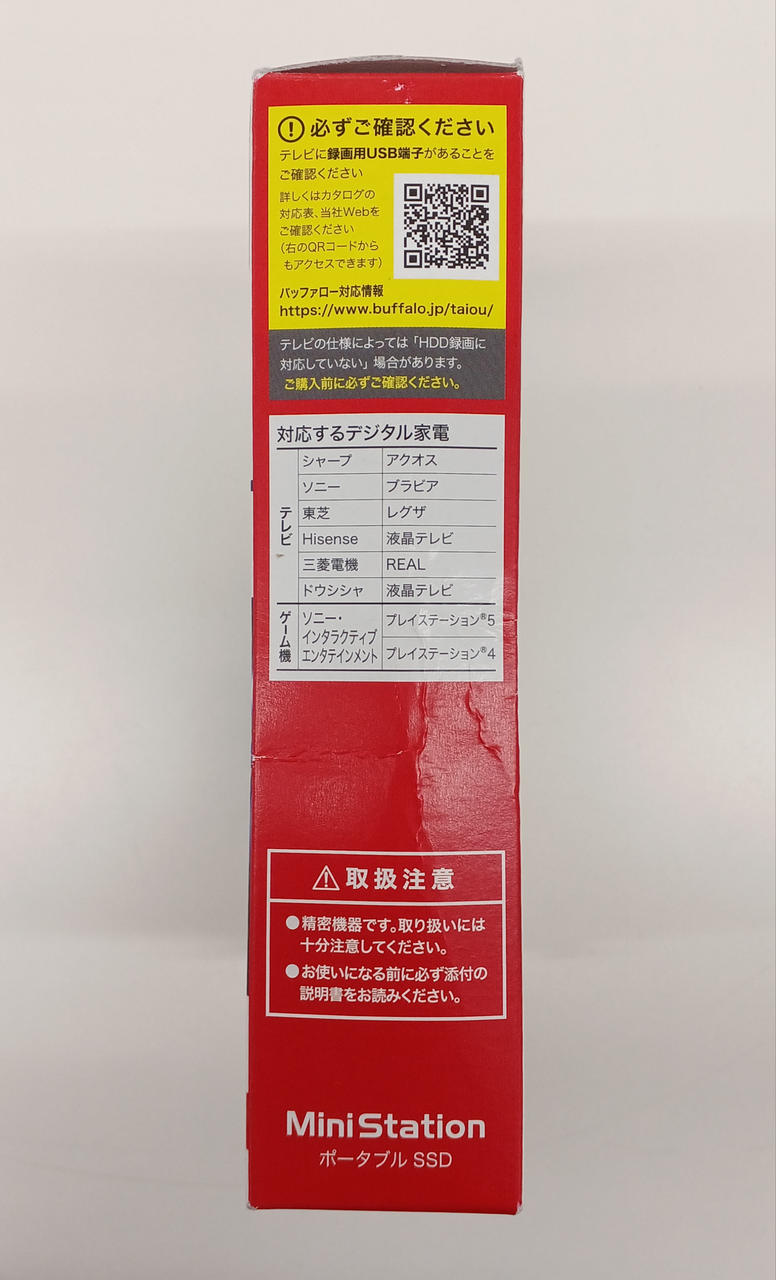 必ずご確認ください
テレビに録画用USB端子があることを
ご確認ください
詳しくはカタログの
対応表、当社Webを
ご確認ください
（右のQRコードから
もアクセスできます）
バッファロー対応情報
https://www.buffalo.jp/taiou/
テレビの仕様によっては「HDD録画に
対応していない」場合があります。
ご購入前に必ずご確認ください。
対応するデジタル家電
テレビ
シャープ アクオス
ソニー ブラビア
東芝 レグザ
Hisense 液晶テレビ
三菱電機 REAL
ドウシシャ 液晶テレビ
ゲーム機
ソニー・
インタラクティブ
エンタテインメント
プレイステーション®5
プレイステーション®4
取扱注意
●精密機器です。取り扱いには
十分注意してください。
●お使いになる前に必ず添付の
説明書をお読みください。
MiniStation
ポータブル SSD